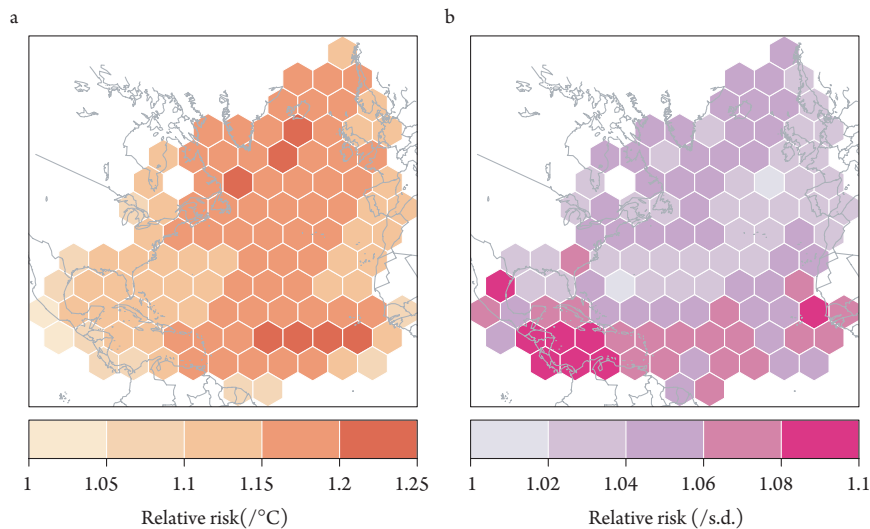 a
b
1 1.05 1.1 1.15 1.2 1.25
1 1.02 1.04 1.06 1.08 1.1
Relative risk(/°C)
Relative risk (/s.d.)